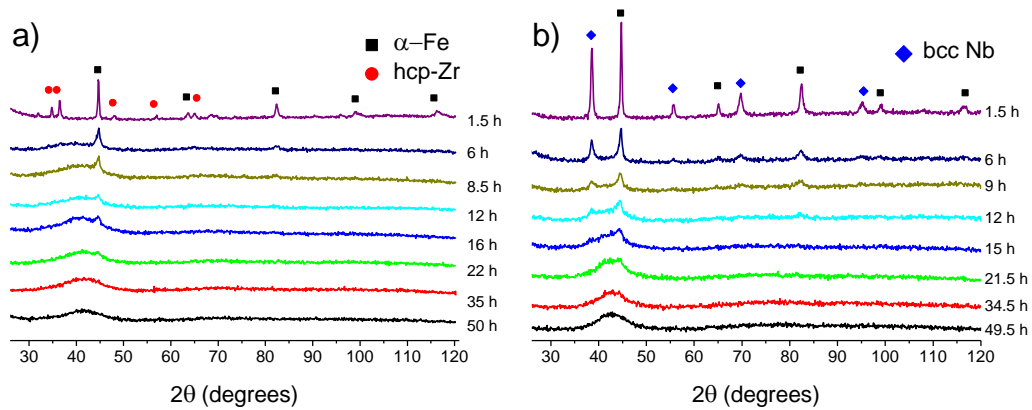 a)
α–Fe
hcp-Zr
1.5 h
6 h
8.5 h
12 h
16 h
22 h
35 h
50 h
30 40 50 60 70 80 90 100 110 120
2θ (degrees)
b)
bcc Nb
1.5 h
6 h
9 h
12 h
15 h
21.5 h
34.5 h
49.5 h
30 40 50 60 70 80 90 100 110 120
2θ (degrees)